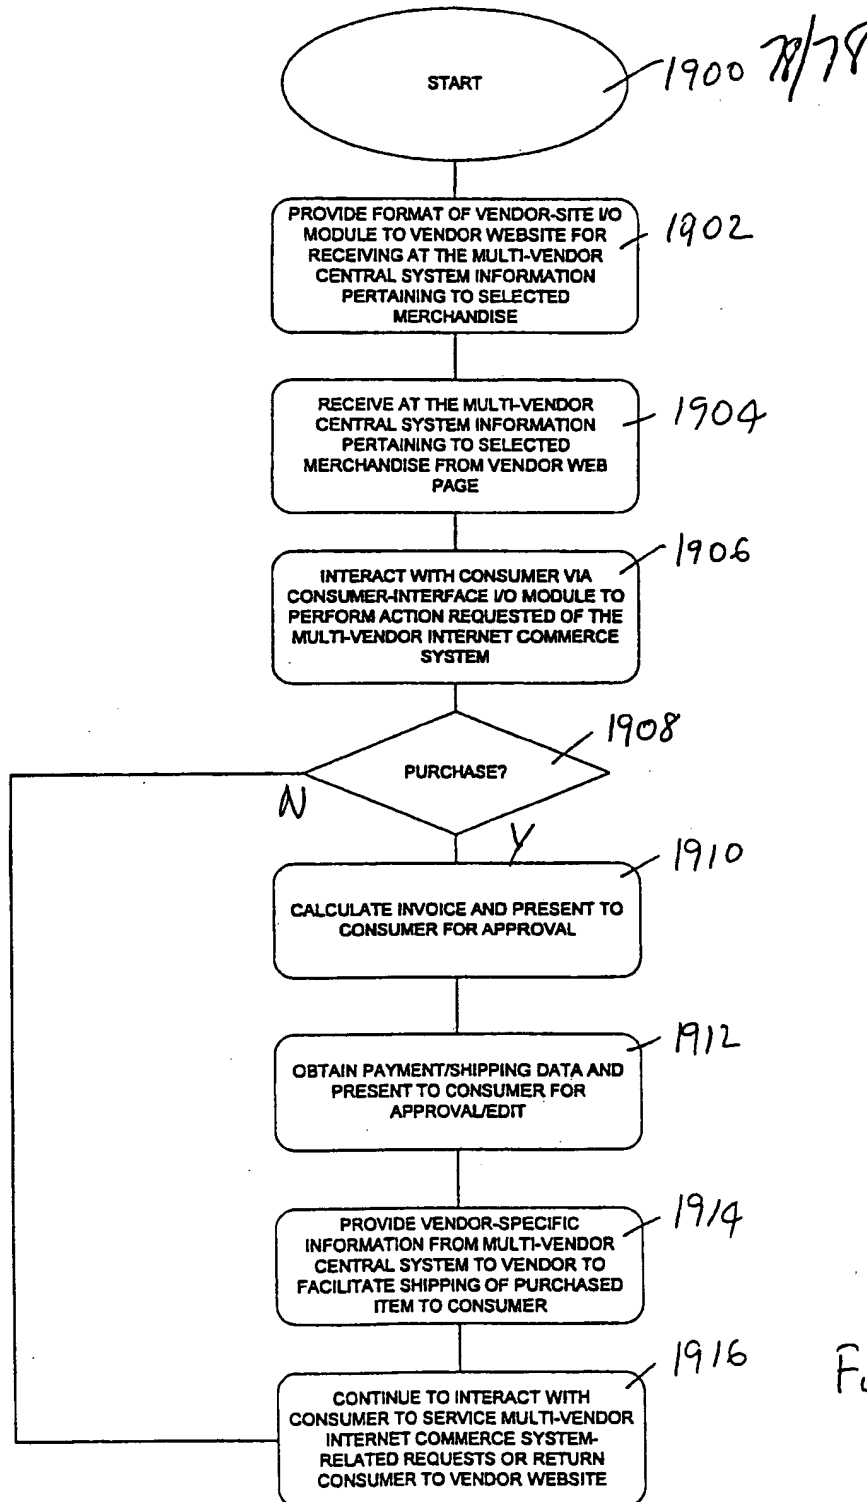 START
1900 78/78
PROVIDE FORMAT OF VENDOR-SITE I/O
MODULE TO VENDOR WEBSITE FOR
RECEIVING AT THE MULTI-VENDOR
CENTRAL SYSTEM INFORMATION
PERTAINING TO SELECTED
MERCHANDISE
1902
RECEIVE AT THE MULTI-VENDOR
CENTRAL SYSTEM INFORMATION
PERTAINING TO SELECTED
MERCHANDISE FROM VENDOR WEB
PAGE
1904
INTERACT WITH CONSUMER VIA
CONSUMER-INTERFACE I/O MODULE TO
PERFORM ACTION REQUESTED OF THE
MULTI-VENDOR INTERNET COMMERCE
SYSTEM
1906
PURCHASE?
1908
N
Y
CALCULATE INVOICE AND PRESENT TO
CONSUMER FOR APPROVAL
1910
OBTAIN PAYMENT/SHIPPING DATA AND
PRESENT TO CONSUMER FOR
APPROVAL/EDIT
1912
PROVIDE VENDOR-SPECIFIC
INFORMATION FROM MULTI-VENDOR
CENTRAL SYSTEM TO VENDOR TO
FACILITATE SHIPPING OF PURCHASED
ITEM TO CONSUMER
1914
CONTINUE TO INTERACT WITH
CONSUMER TO SERVICE MULTI-VENDOR
INTERNET COMMERCE SYSTEM-
RELATED REQUESTS OR RETURN
CONSUMER TO VENDOR WEBSITE
1916